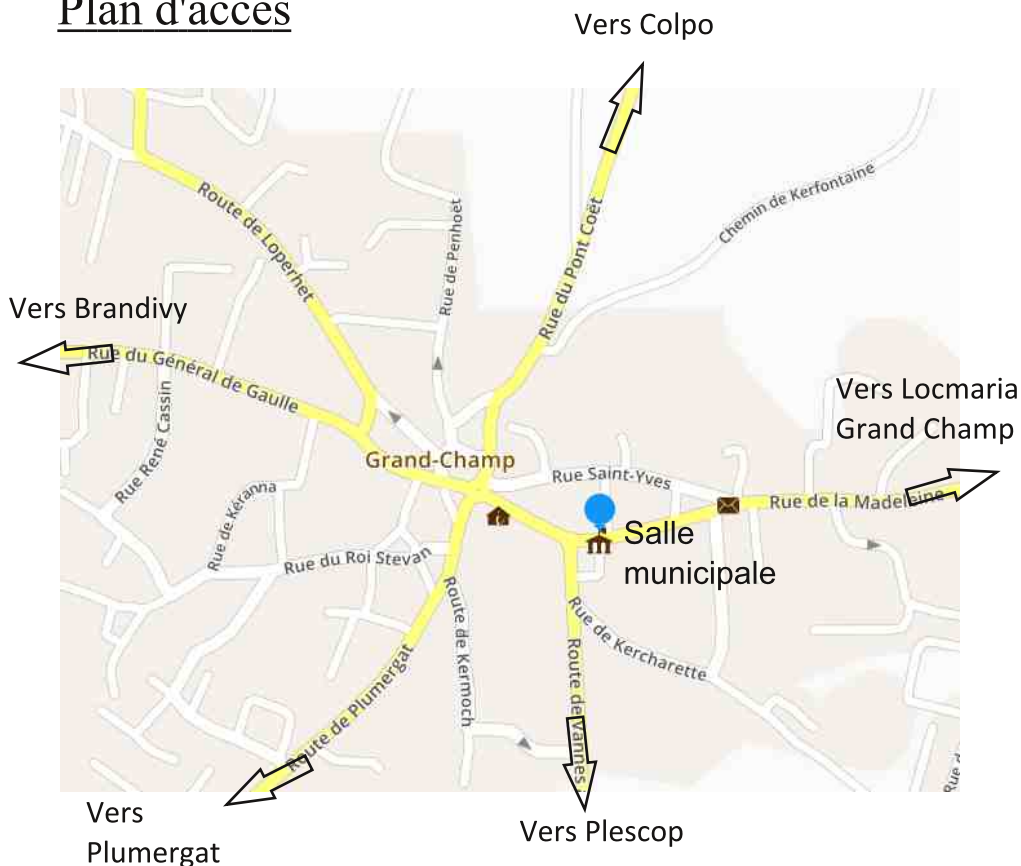 Plan d'accès
Vers Colpo
Chemin de Kerfontaine
Route de Loperhet
Rue de Penhoët
Rue du Pont Coët
Vers Brandivy
Rue du Général de Gaulle
Vers Locmaria
Grand Champ
Rue René Cassin
Grand-Champ
Rue Saint-Yves
Rue de la Madeleine
Rue de Kéranna
Salle
municipale
Rue du Roi Stevan
Route de Kermoch
Rue de Kercharette
Route de Vannes
Route de Plumergat
Rue d
Vers
Plumergat
Vers Plescop